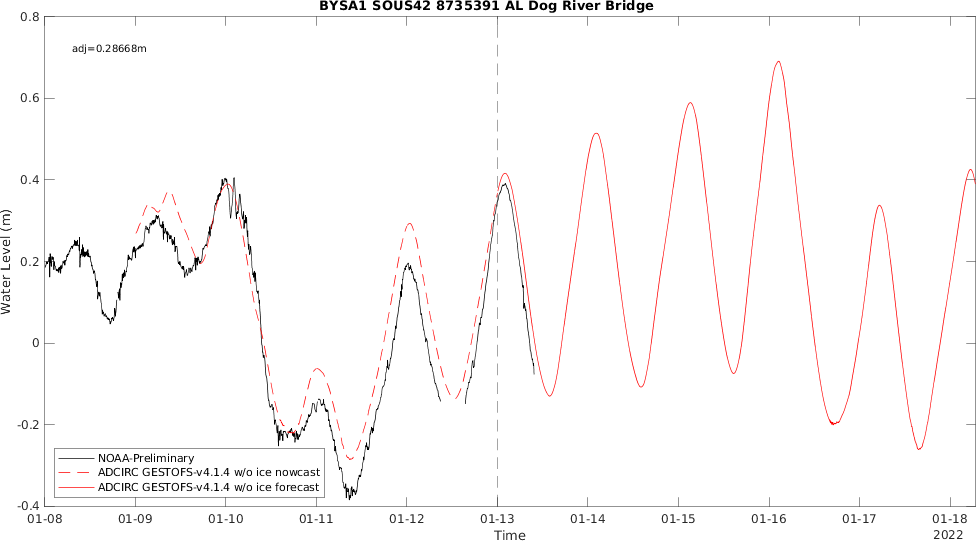 BYSA1 SOUS42 8735391 AL Dog River Bridge
adj=0.28668m
Water Level (m)
0.8
0.6
0.4
0.2
0
-0.2
-0.4
NOAA-Preliminary
ADCIRC GESTOFS-v4.1.4 w/o ice nowcast
ADCIRC GESTOFS-v4.1.4 w/o ice forecast
01-08 01-09 01-10 01-11 01-12 01-13 01-14 01-15 01-16 01-17 01-18
Time
2022